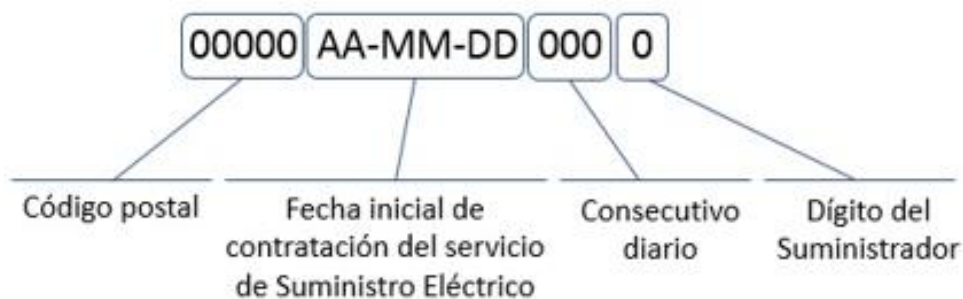 00000 AA-MM-DD 000 0
Código postal
Fecha inicial de
contratación del servicio
de Suministro Eléctrico
Consecutivo
diario
Dígito del
Suministrador